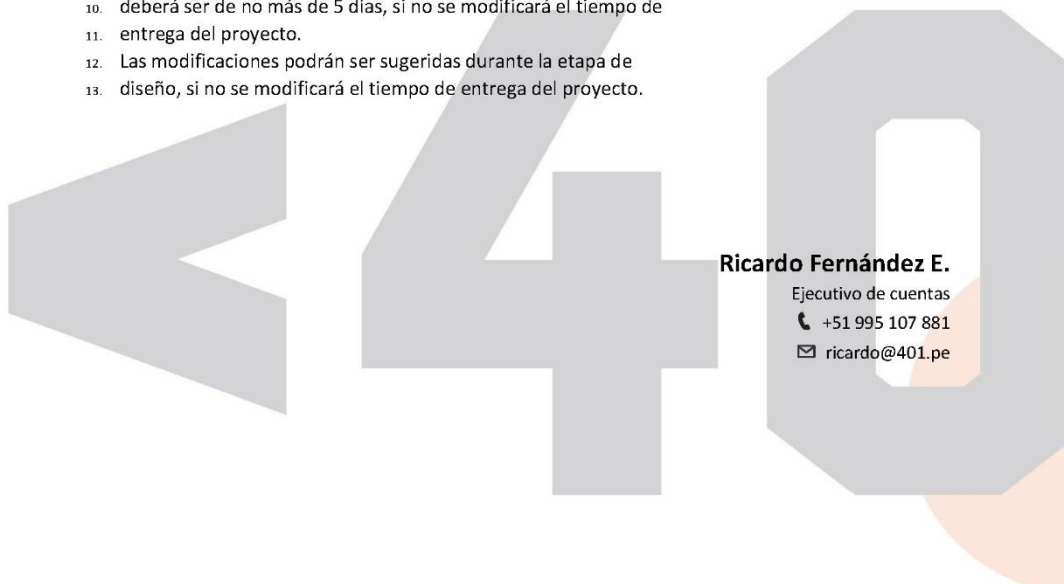 10. deberá ser de no más de 5 días, si no se modificará el tiempo de
11. entrega del proyecto.
12. Las modificaciones podrán ser sugeridas durante la etapa de
13. diseño, si no se modificará el tiempo de entrega del proyecto.
<40
Ricardo Fernández E.
Ejecutivo de cuentas
+51 995 107 881
ricardo@401.pe